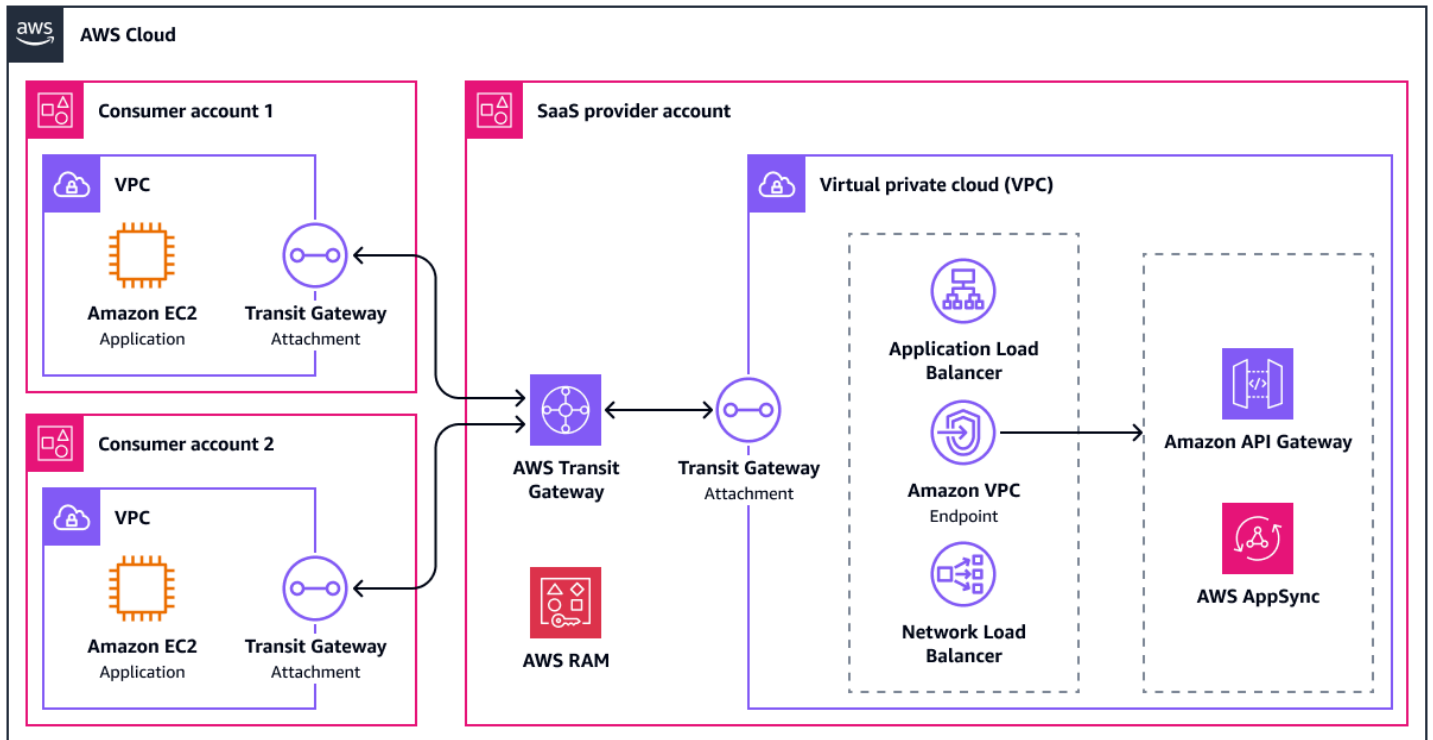 aws
AWS Cloud
Consumer account 1
VPC
Amazon EC2
Application
Transit Gateway
Attachment
Consumer account 2
VPC
Amazon EC2
Application
Transit Gateway
Attachment
SaaS provider account
AWS Transit
Gateway
AWS RAM
Transit Gateway
Attachment
Virtual private cloud (VPC)
Application Load
Balancer
Amazon VPC
Endpoint
Network Load
Balancer
</>
Amazon API Gateway
AWS AppSync